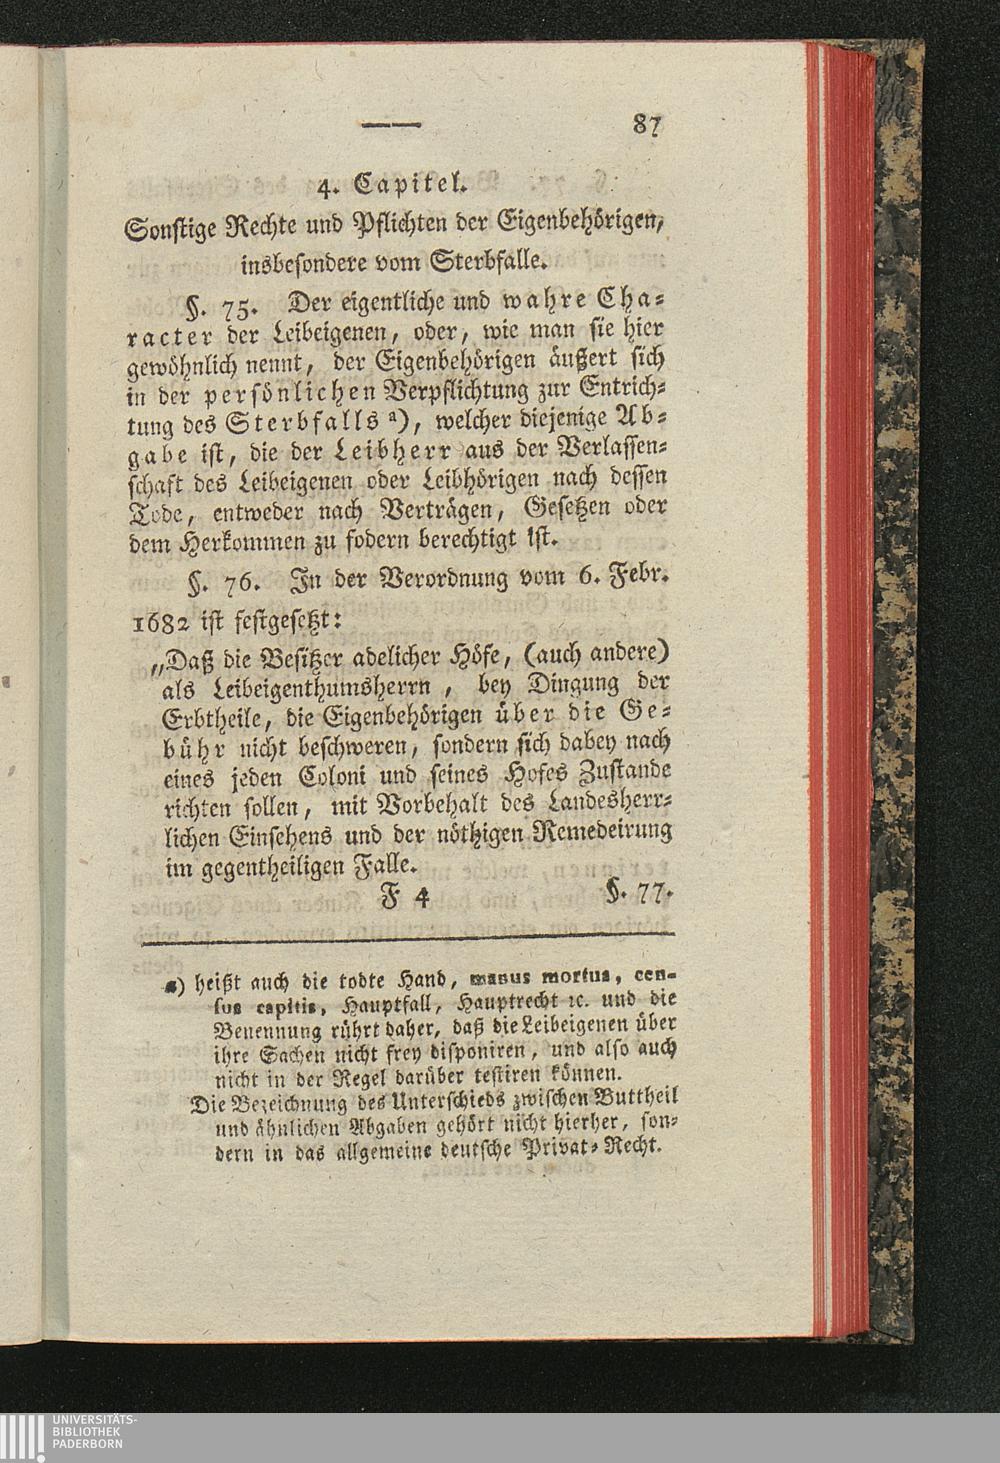 87
4. Capitel.
Sonstige Rechte und Pflichten der Eigenbehörigen,
insbesondere vom Sterbfalle.
§. 75. Der eigentliche und wahre Cha-
racter der Leibeigenen, oder, wie man sie hier
gewöhnlich nennt, der Eigenbehörigen äußert sich
in der persönlichen Verpflichtung zur Entrich-
tung des Sterbfalls a), welcher diejenige Ab-
gabe ist, die der Leibherr aus der Verlassen-
schaft des Leibeigenen oder Leibhörigen nach dessen
Tode, entweder nach Verträgen, Gesetzen oder
dem Herkommen zu fodern berechtigt ist.
§. 76. In der Verordnung vom 6. Febr.
1682 ist festgesetzt:
„Daß die Besitzer adelicher Höfe, (auch andere)
als Leibeigenthumsherrn, bey Dingung der
Erbtheile, die Eigenbehörigen über die Ge-
bühr nicht beschweren, sondern sich dabey nach
eines jeden Coloni und seines Hofes Zustande
richten sollen, mit Vorbehalt des Landesherr-
lichen Einsehens und der nöthigen Remedeirung
im gegentheiligen Falle.
F 4 §. 77.
a) heißt auch die todte Hand, manus mortua, cen-
sus capitis, Hauptfall, Hauptrecht ꝛc. und die
Benennung rührt daher, daß die Leibeigenen über
ihre Sachen nicht frey disponiren, und also auch
nicht in der Regel darüber testiren können.
Die Bezeichnung des Unterschieds zwischen Buttheil
und ähnlichen Abgaben gehört nicht hierher, son-
dern in das allgemeine deutsche Privat-Recht.
UNIVERSITÄTS-
BIBLIOTHEK
PADERBORN